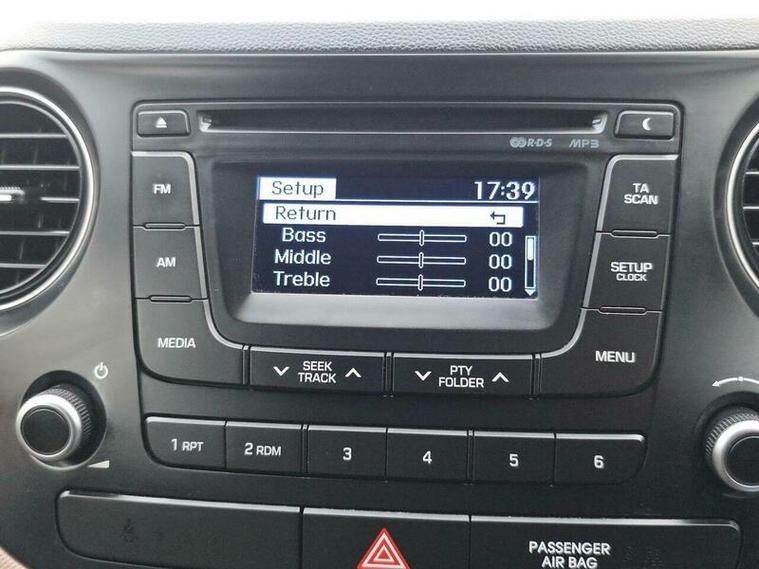 R·D·S MP3
FM
AM
MEDIA
Setup 17:39
Return
Bass 00
Middle 00
Treble 00
TA
SCAN
SETUP
CLOCK
MENU
SEEK
TRACK
PTY
FOLDER
1 RPT
2 RDM
3
4
5
6
PASSENGER
AIR BAG